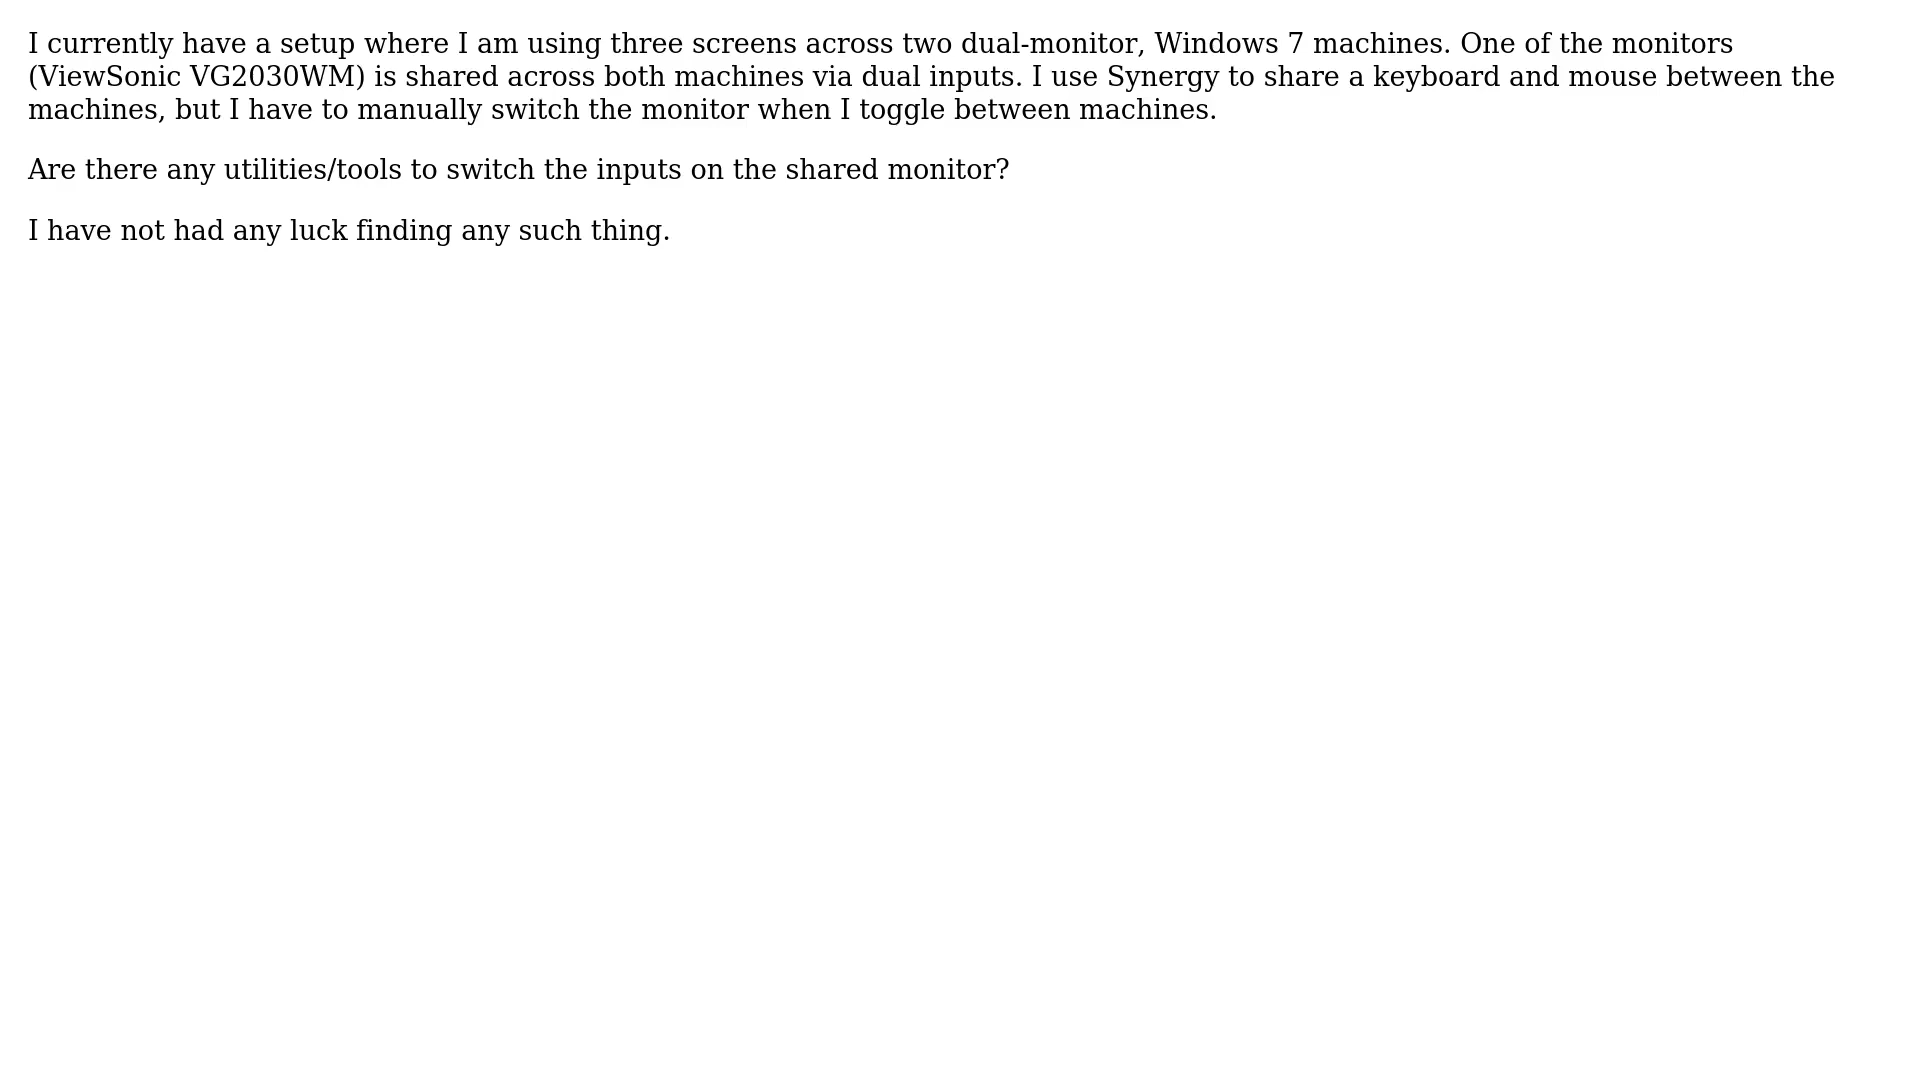 I currently have a setup where I am using three screens across two dual-monitor, Windows 7 machines. One of the monitors
(ViewSonic VG2030WM) is shared across both machines via dual inputs. I use Synergy to share a keyboard and mouse between the
machines, but I have to manually switch the monitor when I toggle between machines.
Are there any utilities/tools to switch the inputs on the shared monitor?
I have not had any luck finding any such thing.